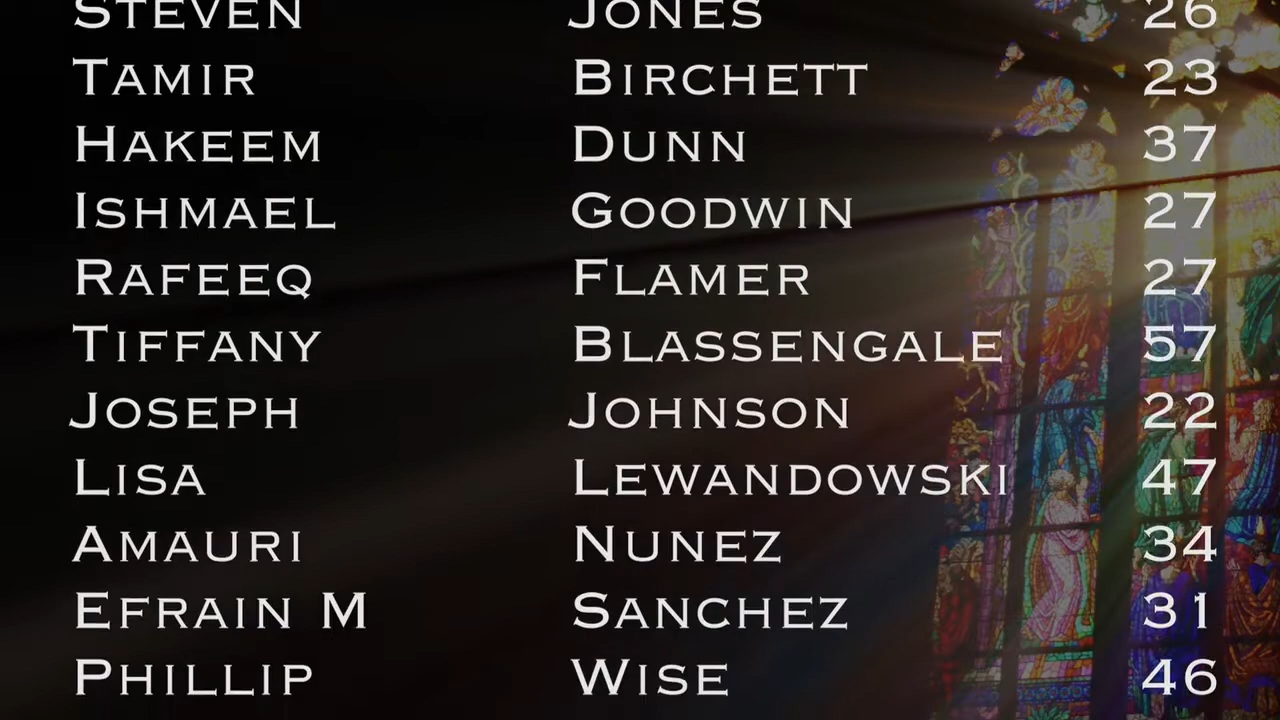 STEVEN JONES 26
TAMIR BIRCHETT 23
HAKEEM DUNN 37
ISHMAEL GOODWIN 27
RAFEEQ FLAMER 27
TIFFANY BLASSENGALE 57
JOSEPH JOHNSON 22
LISA LEWANDOWSKI 47
AMAURI NUNEZ 34
EFRAIN M SANCHEZ 31
PHILLIP WISE 46